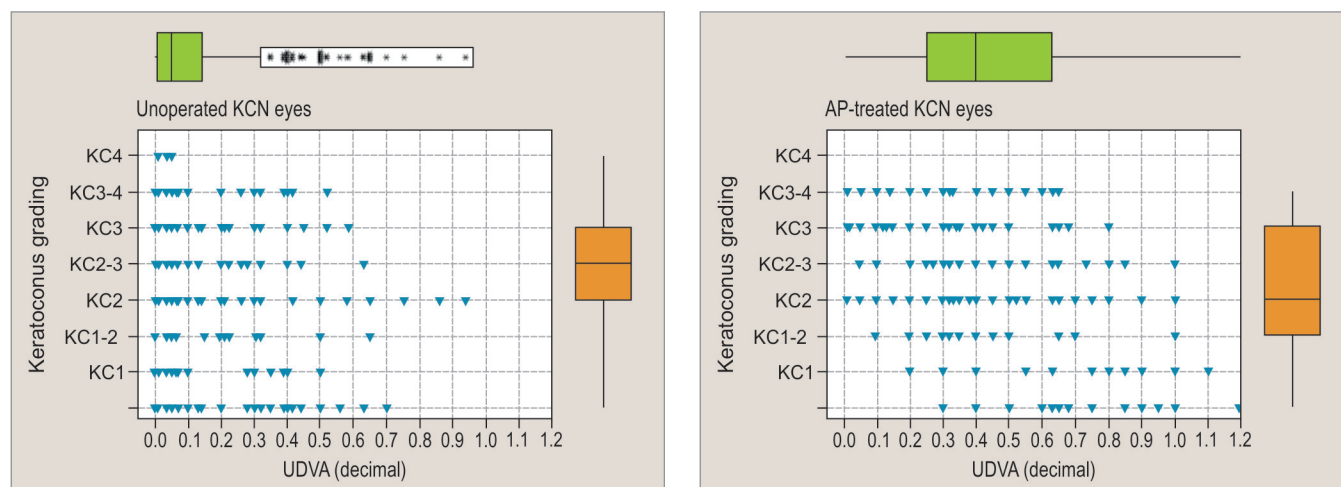 Unoperated KCN eyes
Keratoconus grading
KC4
KC3-4
KC3
KC2-3
KC2
KC1-2
KC1
0.0 0.1 0.2 0.3 0.4 0.5 0.6 0.7 0.8 0.9 1.0 1.1 1.2
UDVA (decimal)
AP-treated KCN eyes
Keratoconus grading
KC4
KC3-4
KC3
KC2-3
KC2
KC1-2
KC1
0.0 0.1 0.2 0.3 0.4 0.5 0.6 0.7 0.8 0.9 1.0 1.1 1.2
UDVA (decimal)